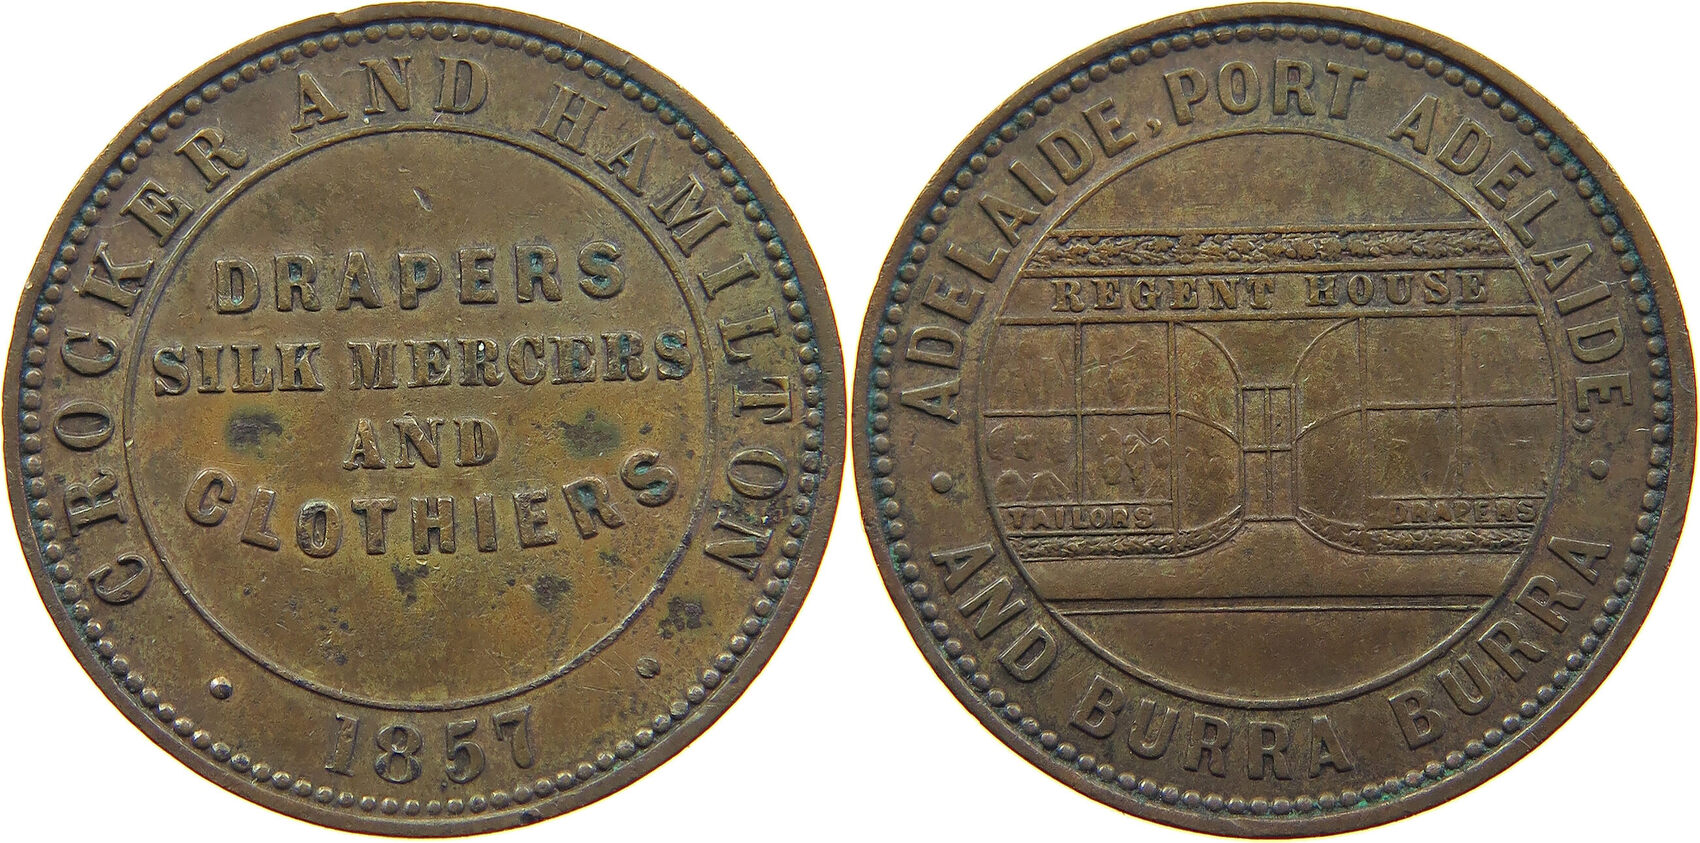 CROCKER AND HAMILTON
DRAPERS
SILK MERCERS
AND
CLOTHIERS
· 1857 ·
ADELAIDE, PORT ADELAIDE,
REGENT HOUSE
TAILORS DRAPERS
· AND BURRA BURRA ·